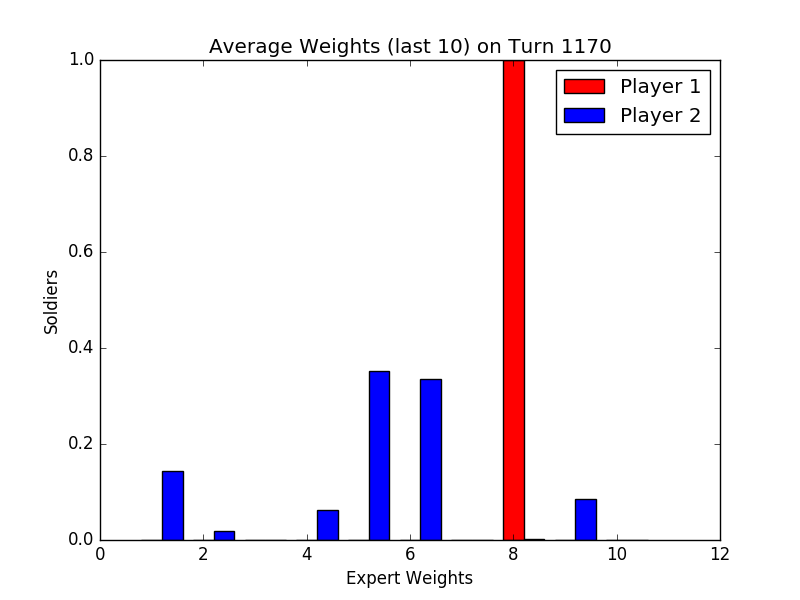 Average Weights (last 10) on Turn 1170
1.0
0.8
0.6
0.4
0.2
0.0
Soldiers
Player 1
Player 2
0 2 4 6 8 10 12
Expert Weights